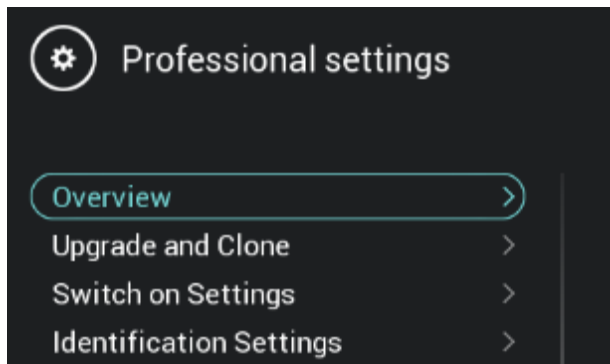 Professional settings
Overview
Upgrade and Clone
Switch on Settings
Identification Settings